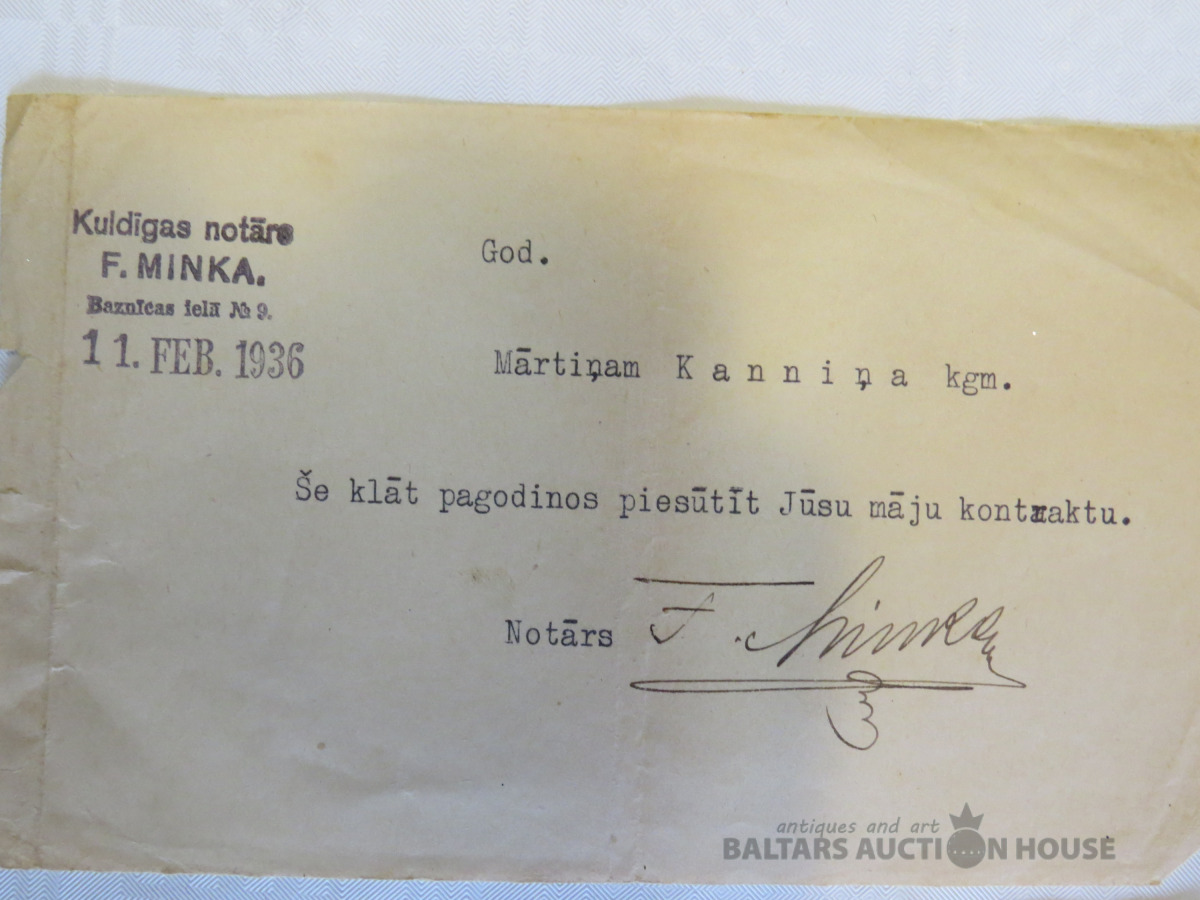 Kuldīgas notārs
F. MINKA.
Baznīcas ielā № 9.
11. FEB. 1936
God.
Mārtiņam Kanniņa kgm.
Še klāt pagodinos piesūtīt Jūsu māju kontraktu.
Notārs F. Minka
antiques and art
BALTARS AUCTION HOUSE